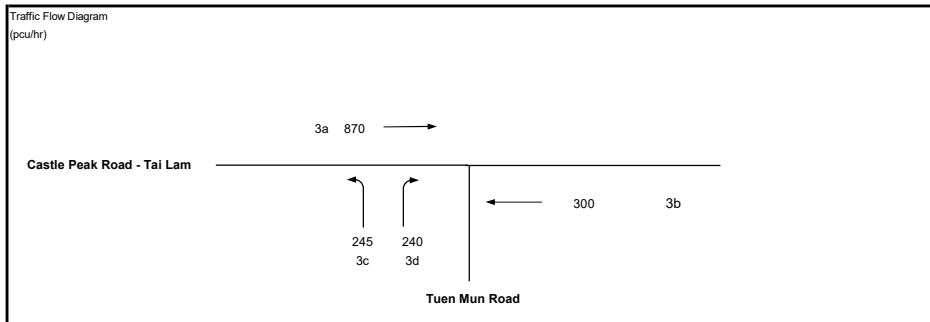 Traffic Flow Diagram
(pcu/hr)
3a 870
Castle Peak Road - Tai Lam
300 3b
245 240
3c 3d
Tuen Mun Road